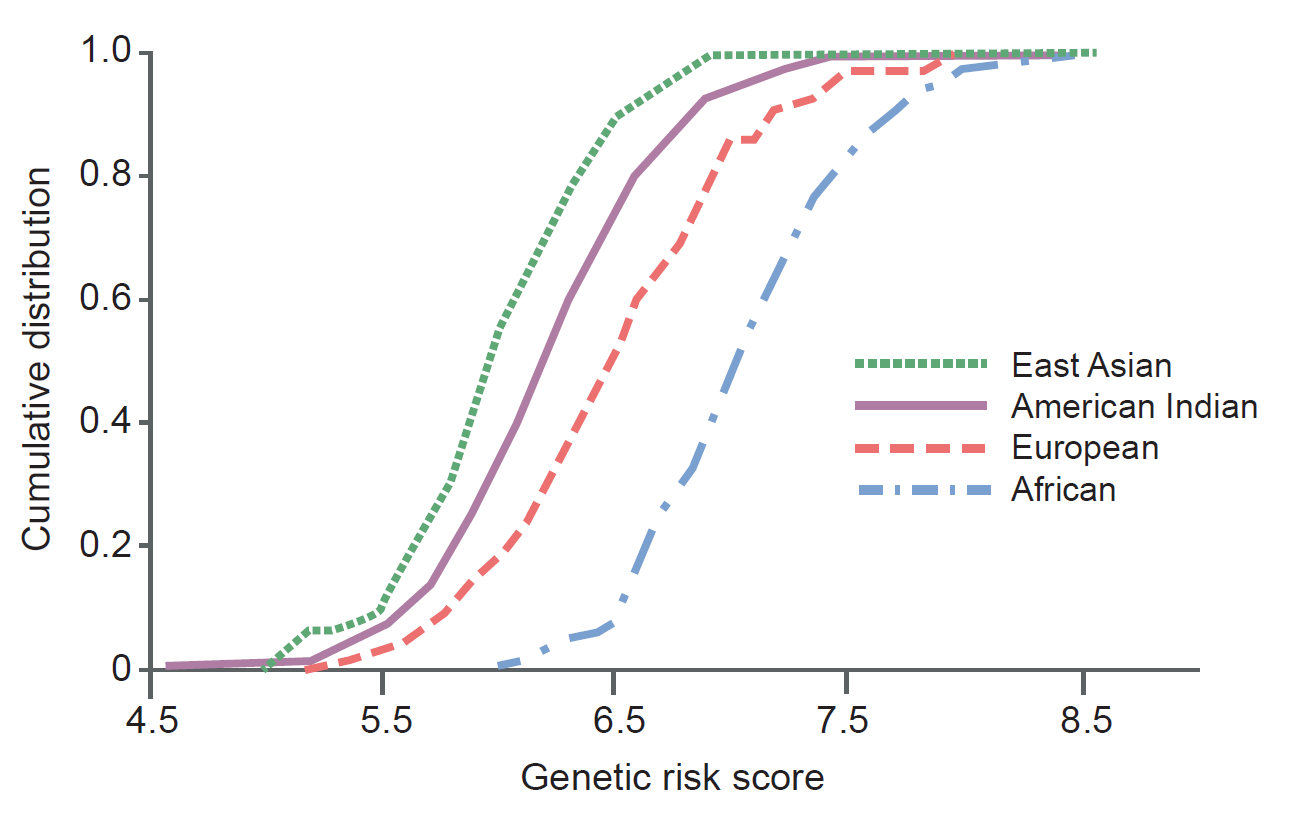 1.0
0.8
0.6
0.4
0.2
0
Cumulative distribution
East Asian
American Indian
European
African
4.5 5.5 6.5 7.5 8.5
Genetic risk score